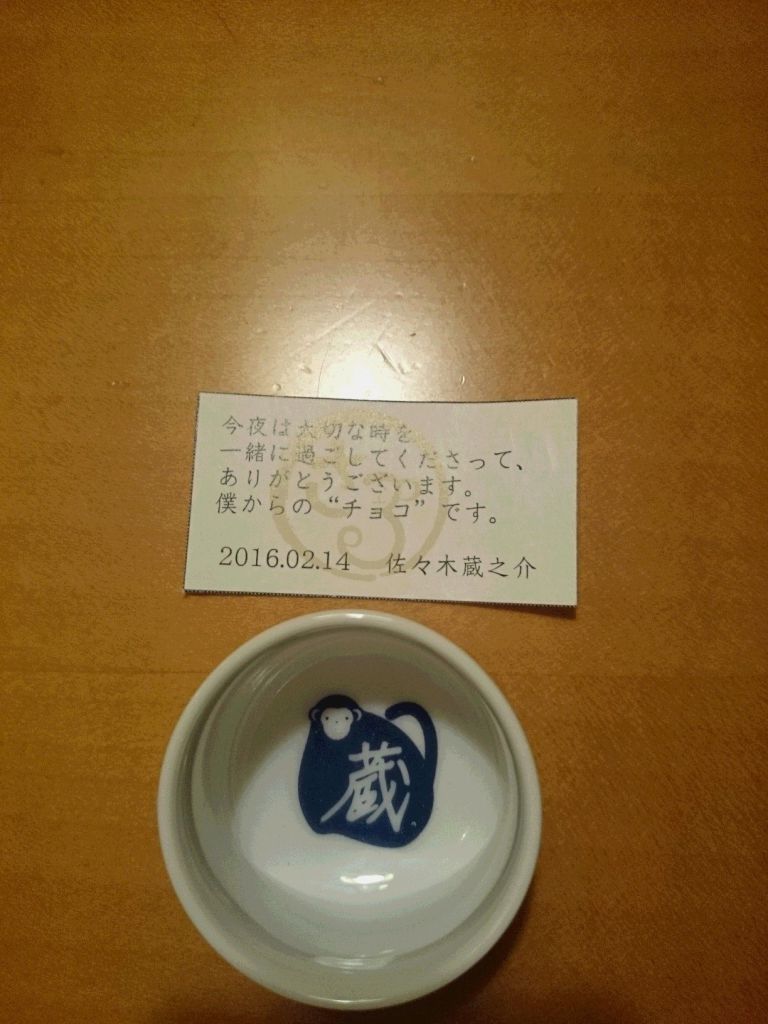 今夜は大切な時を
一緒に過ごしてくださって、
ありがとうございます。
僕からの“チョコ”です。
2016.02.14 佐々木蔵之介
蔵